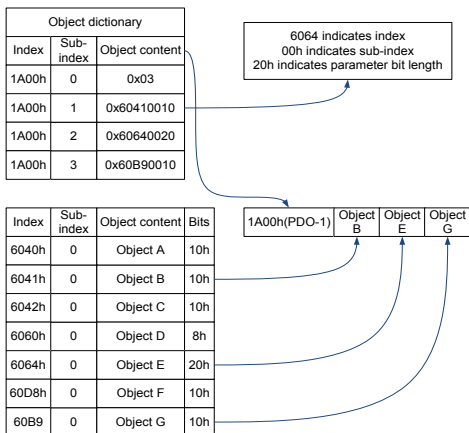 Object dictionary
Index Sub-index Object content
1A00h 0 0x03
1A00h 1 0x60410010
1A00h 2 0x60640020
1A00h 3 0x60B90010
6064 indicates index
00h indicates sub-index
20h indicates parameter bit length
Index Sub-index Object content Bits
6040h 0 Object A 10h
6041h 0 Object B 10h
6042h 0 Object C 10h
6060h 0 Object D 8h
6064h 0 Object E 20h
60D8h 0 Object F 10h
60B9 0 Object G 10h
1A00h(PDO-1) Object B Object E Object G